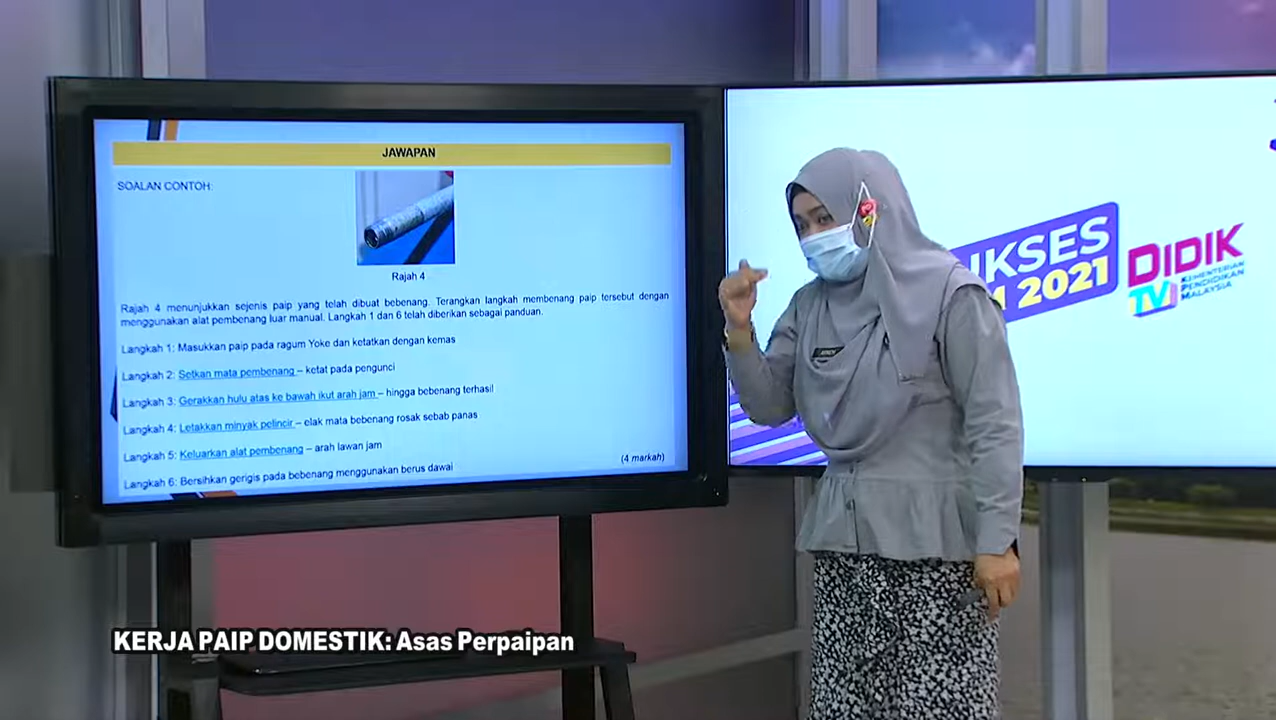 JAWAPAN
SOALAN CONTOH:
Rajah 4
Rajah 4 menunjukkan sejenis paip yang telah dibuat bebenang. Terangkan langkah membenang paip tersebut dengan
menggunakan alat pembenang luar manual. Langkah 1 dan 6 telah diberikan sebagai panduan.
Langkah 1: Masukkan paip pada ragum Yoke dan ketatkan dengan kemas
Langkah 2: Setkan mata pembenang – ketat pada pengunci
Langkah 3: Gerakkan hulu atas ke bawah ikut arah jam – hingga bebenang terhasil
Langkah 4: Letakkan minyak pelincir – elak mata bebenang rosak sebab panas
Langkah 5: Keluarkan alat pembenang – arah lawan jam
(4 markah)
Langkah 6: Bersihkan gerigis pada bebenang menggunakan berus dawai
UKSES
2021
DIDIK
TV
KEMENTERIAN
PENDIDIKAN
MALAYSIA
KERJA PAIP DOMESTIK: Asas Perpaipan